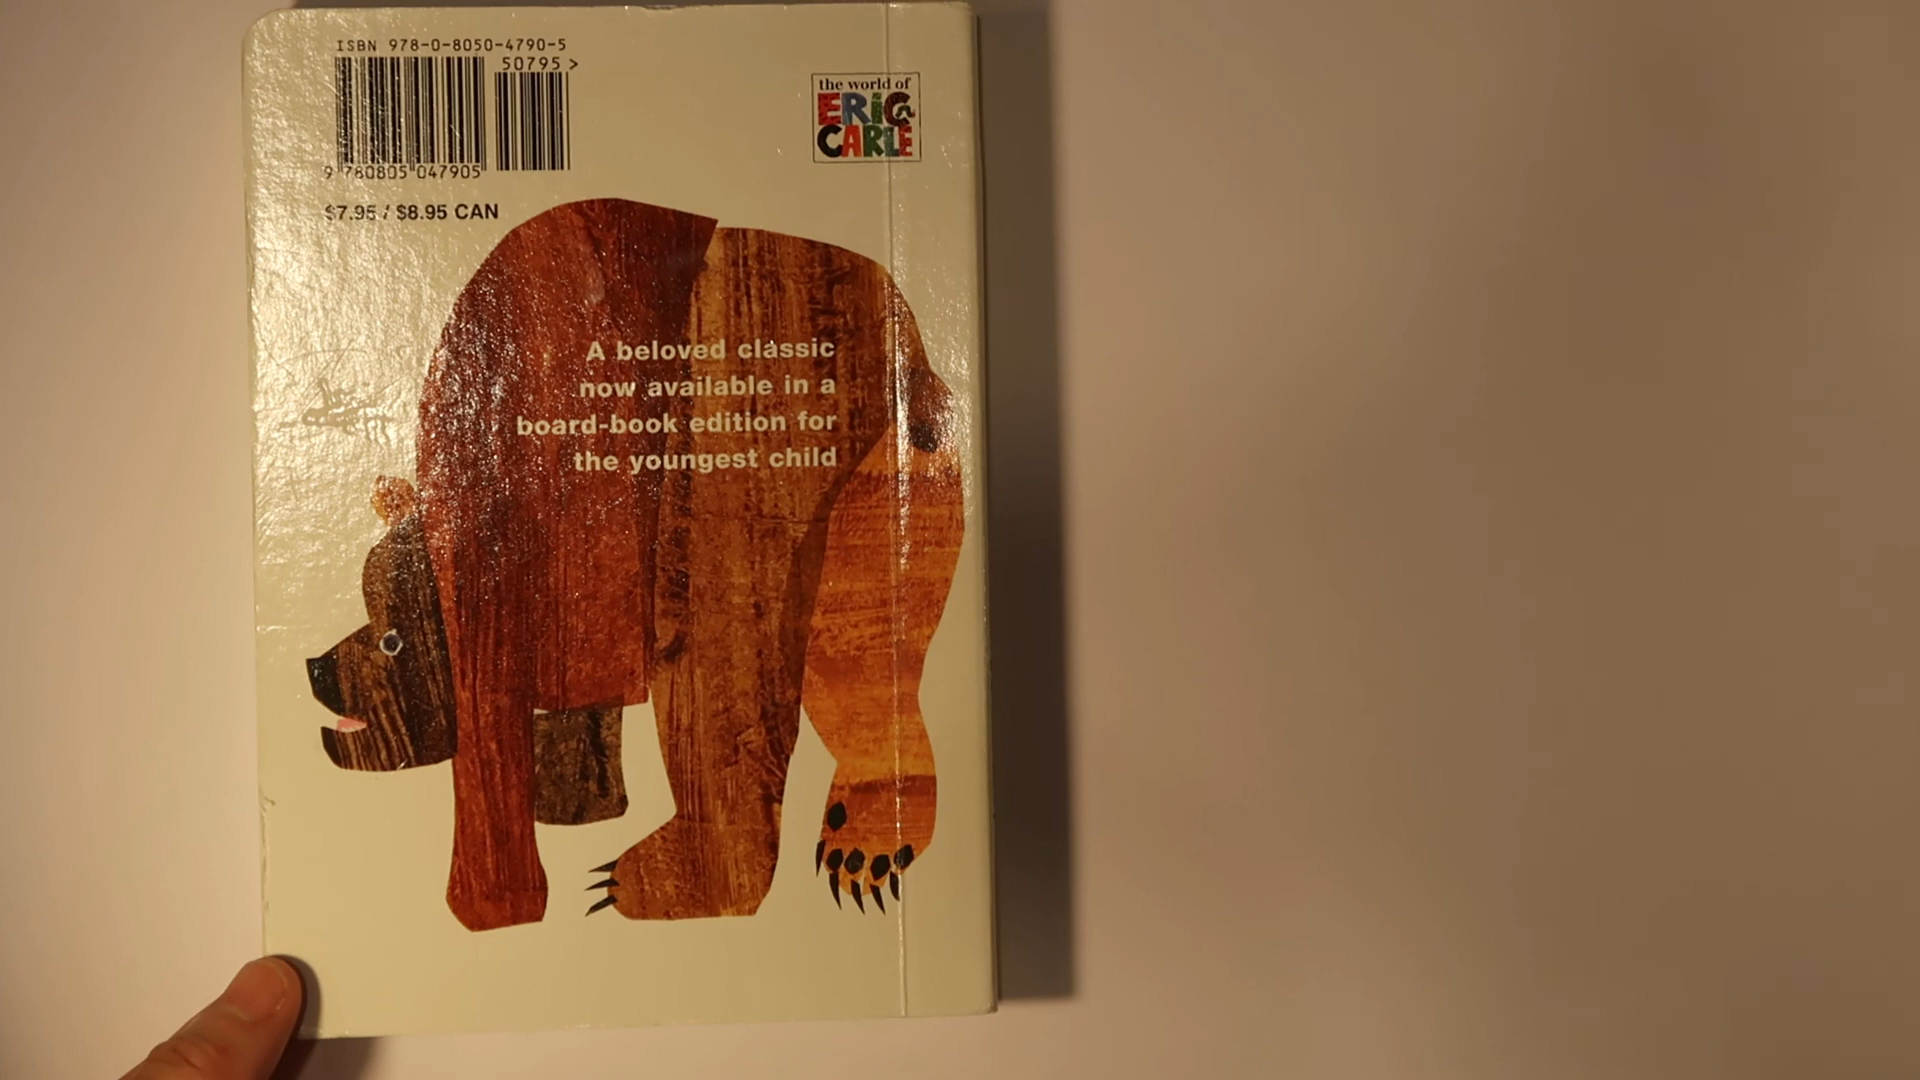 ISBN 978-0-8050-4790-5
50795 >
9 780805 047905
$7.95 / $8.95 CAN
the world of
ERIC
CARLE
A beloved classic
now available in a
board-book edition for
the youngest child